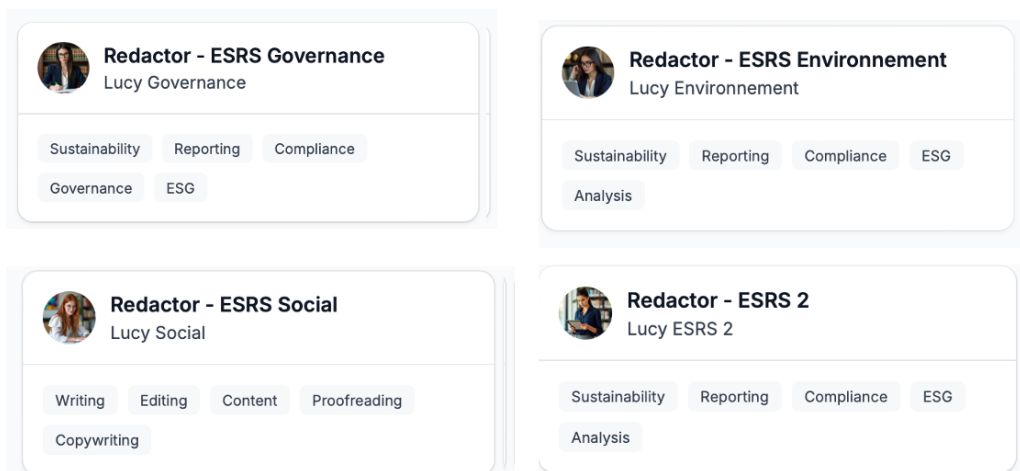 Redactor - ESRS Governance
Lucy Governance
Sustainability Reporting Compliance
Governance ESG
Redactor - ESRS Environnement
Lucy Environnement
Sustainability Reporting Compliance ESG
Analysis
Redactor - ESRS Social
Lucy Social
Writing Editing Content Proofreading
Copywriting
Redactor - ESRS 2
Lucy ESRS 2
Sustainability Reporting Compliance ESG
Analysis